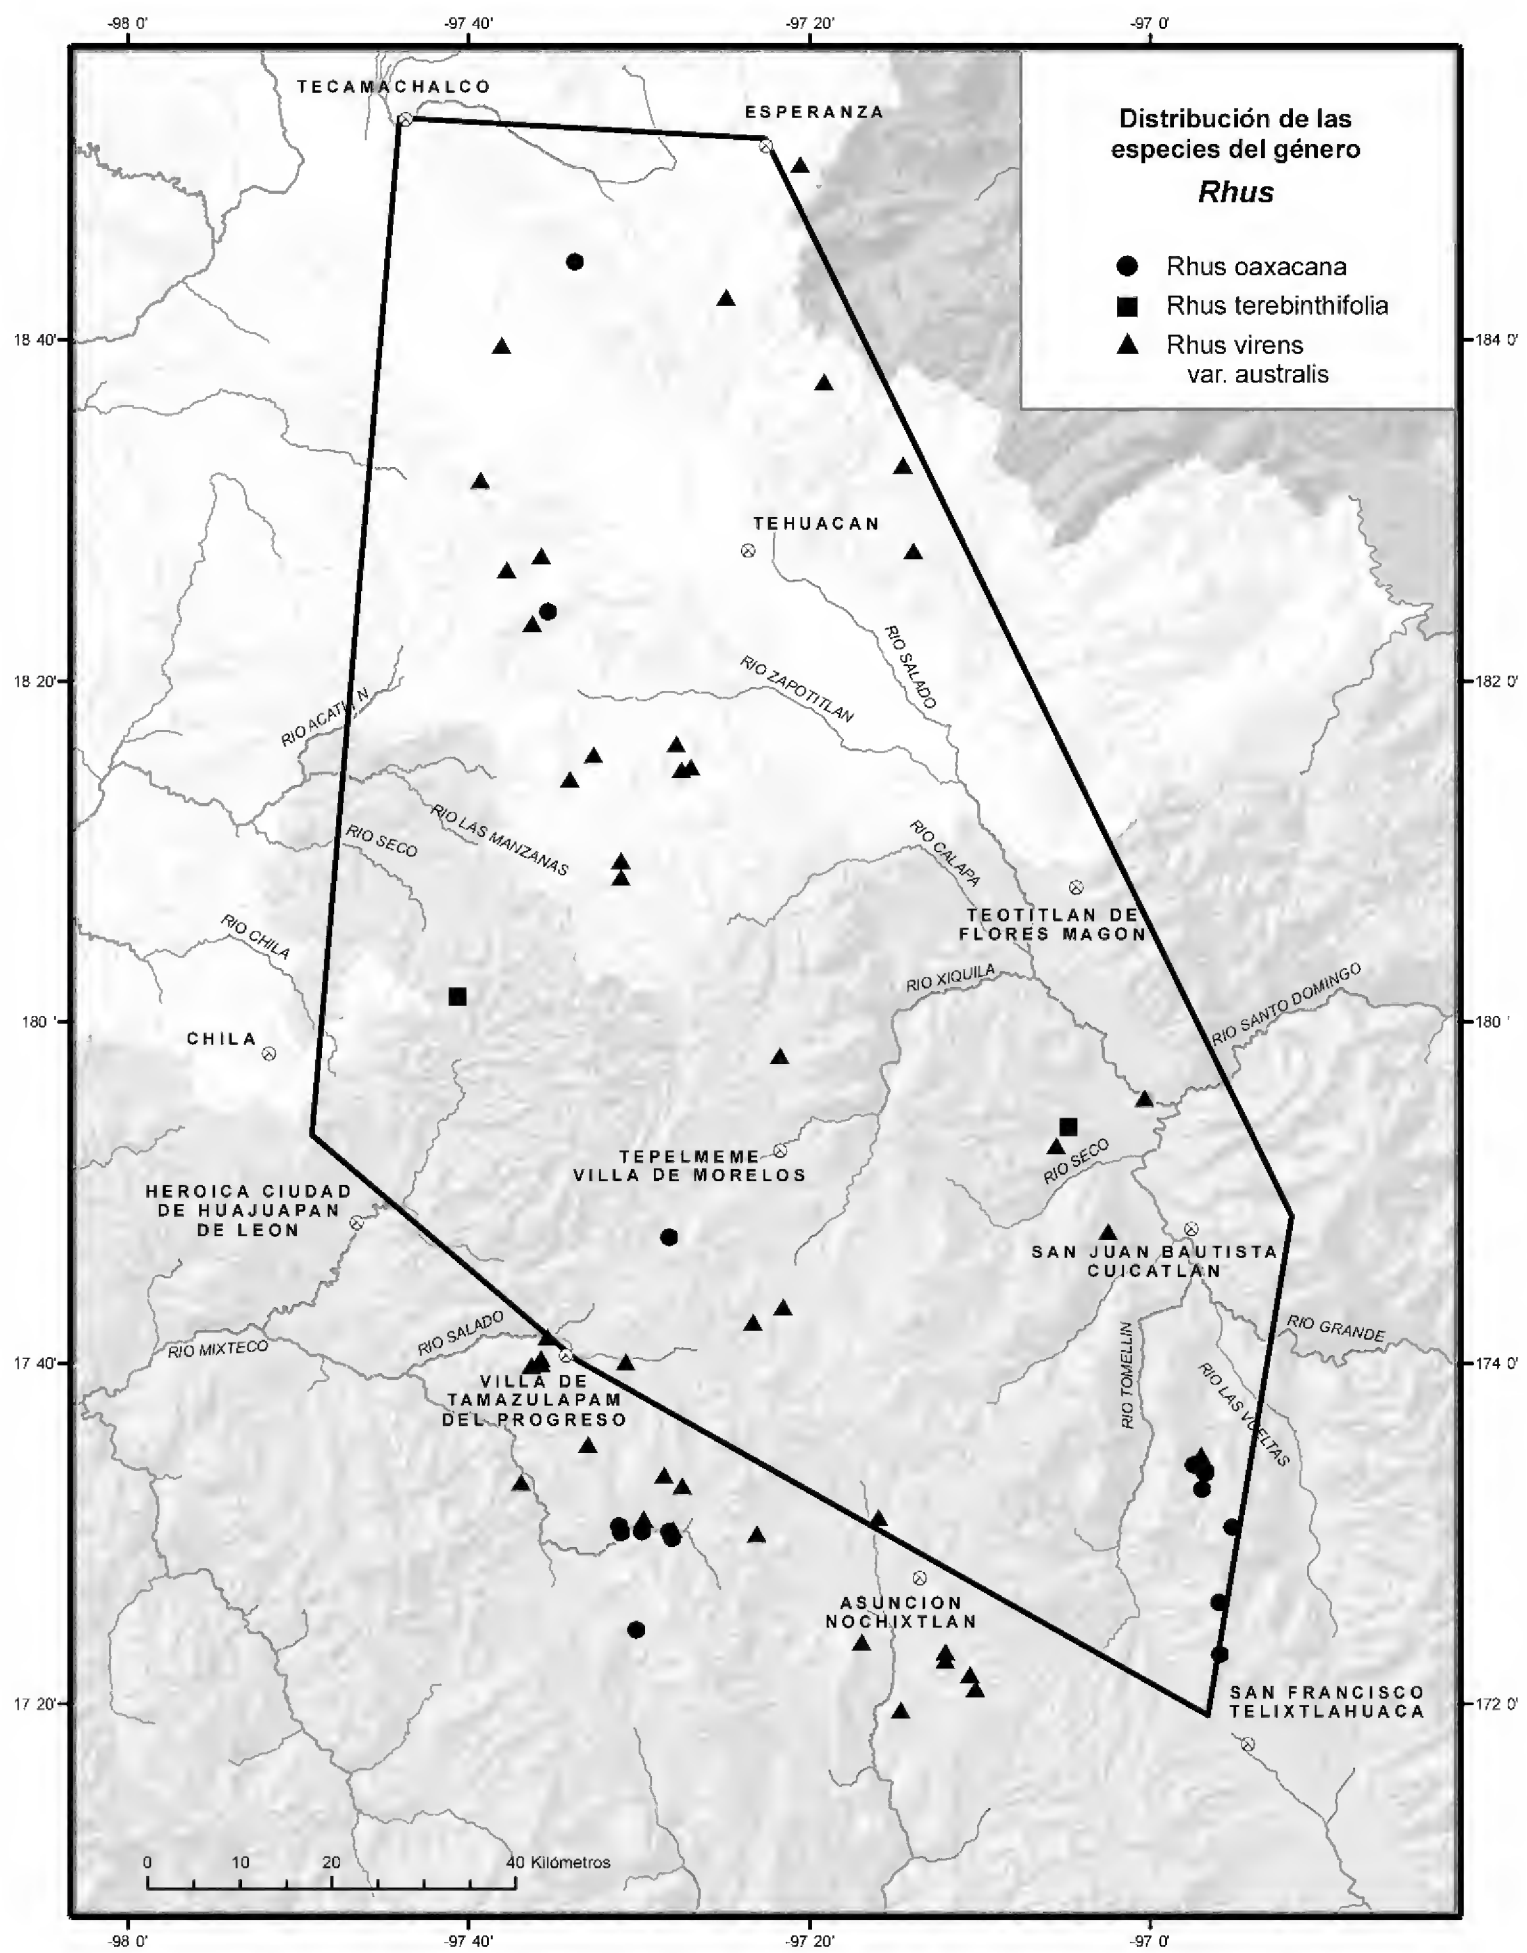 -98 0'
-97 40'
-97 20'
-97 0'
TECAMACHALCO
ESPERANZA
Distribución de las
especies del género
Rhus
Rhus oaxacana
Rhus terebinthifolia
Rhus virens
var. australis
18 40'
184 0'
TEHUACAN
RIO SALADO
18 20'
182 0'
RIO ZAPOTITLAN
RIO LAS MANZANAS
RIO SECO
RIO CALAPA
TEOTITLAN DE
FLORES MAGON
RIO CHILA
RIO XIQUILA
RIO SANTO DOMINGO
180 '
180 '
CHILA
TEPELMEME
VILLA DE MORELOS
RIO SECO
HEROICA CIUDAD
DE HUAJUAPAN
DE LEON
SAN JUAN BAUTISTA
CUICATLAN
RIO MIXTECO
RIO SALADO
RIO GRANDE
17 40'
174 0'
VILLA DE
TAMAZULAPAM
DEL PROGRESO
RIO TOMELLIN
RIO LAS VUELTAS
ASUNCION
NOCHIXTLAN
17 20'
172 0'
SAN FRANCISCO
TELIXTLAHUACA
0 10 20 40 Kilómetros
-98 0'
-97 40'
-97 20'
-97 0'